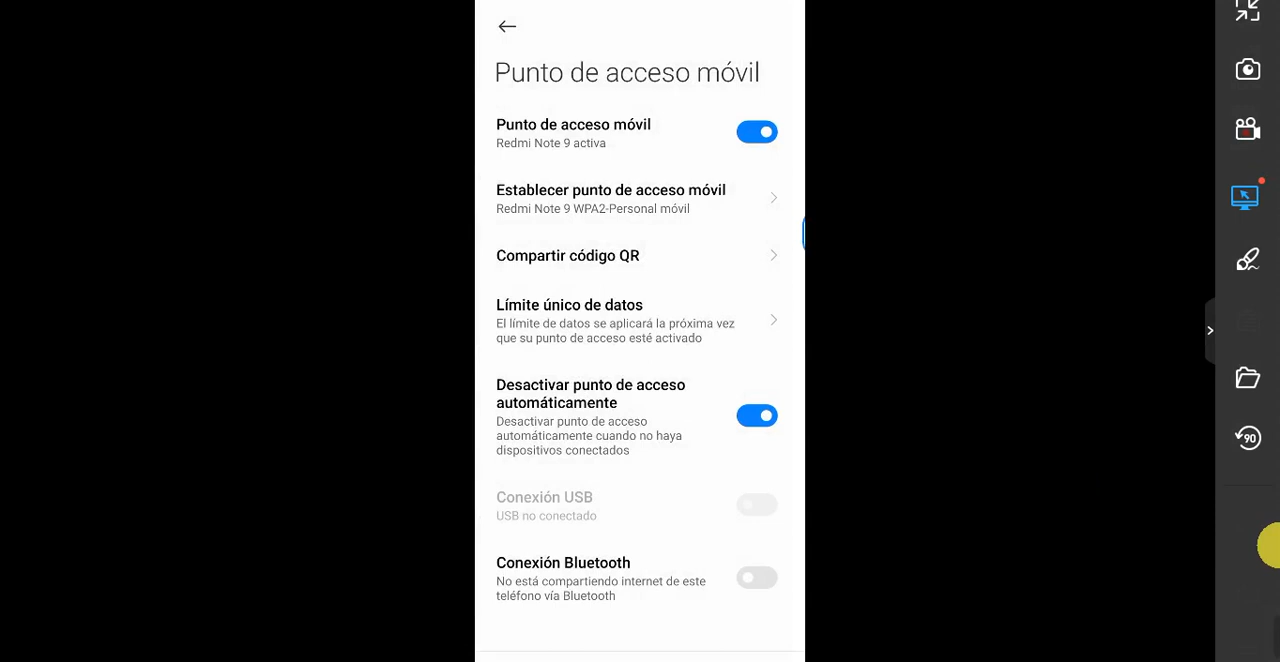 Punto de acceso móvil
Punto de acceso móvil
Redmi Note 9 activa
Establecer punto de acceso móvil
Redmi Note 9 WPA2-Personal móvil
Compartir código QR
Límite único de datos
El límite de datos se aplicará la próxima vez
que su punto de acceso esté activado
Desactivar punto de acceso
automáticamente
Desactivar punto de acceso
automáticamente cuando no haya
dispositivos conectados
Conexión USB
USB no conectado
Conexión Bluetooth
No está compartiendo internet de este
teléfono vía Bluetooth
90